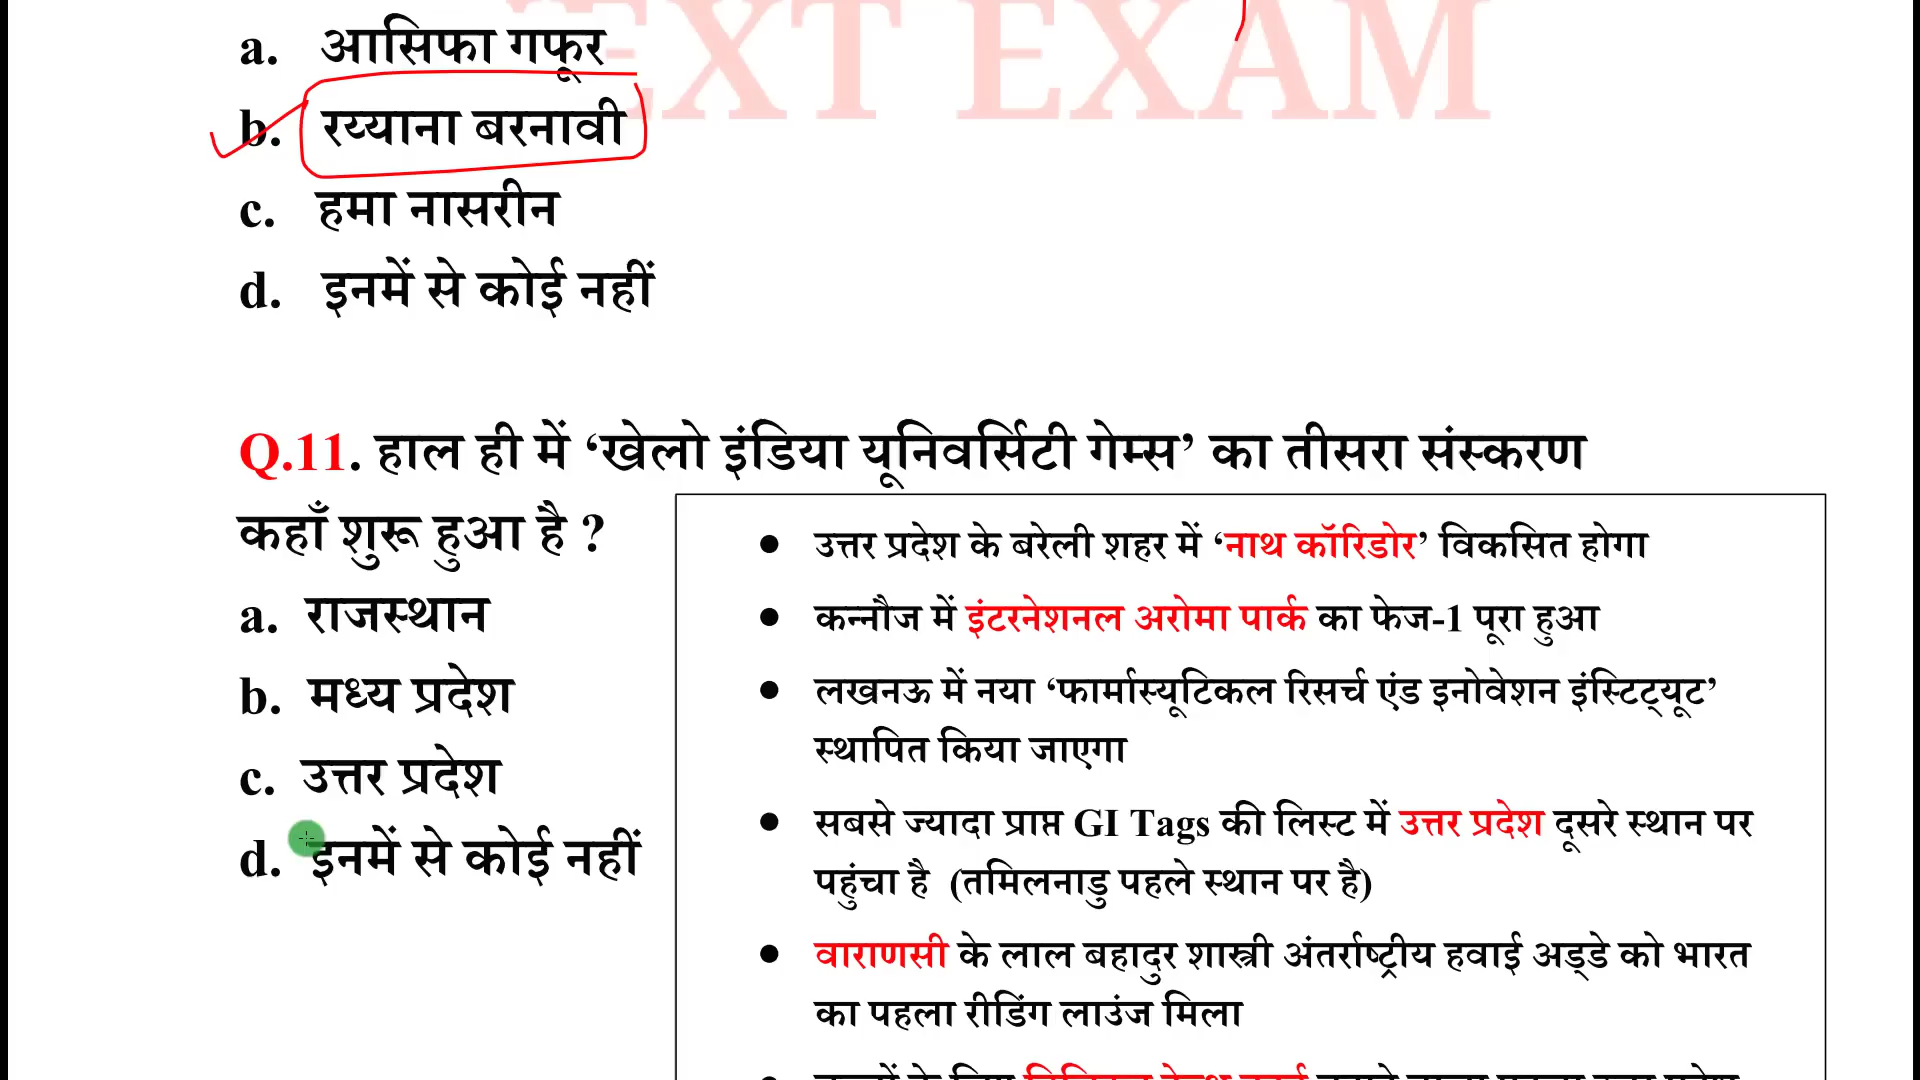 EXT EXAM
a. आसिफा गफूर
b. रय्याना बरनावी
c. हमा नासरीन
d. इनमें से कोई नहीं
Q.11. हाल ही में ‘खेलो इंडिया यूनिवर्सिटी गेम्स’ का तीसरा संस्करण
कहाँ शुरू हुआ है ?
a. राजस्थान
b. मध्य प्रदेश
c. उत्तर प्रदेश
d. इनमें से कोई नहीं
• उत्तर प्रदेश के बरेली शहर में ‘नाथ कॉरिडोर’ विकसित होगा
• कन्नौज में इंटरनेशनल अरोमा पार्क का फेज-1 पूरा हुआ
• लखनऊ में नया ‘फार्मास्यूटिकल रिसर्च एंड इनोवेशन इंस्टिट्यूट’
स्थापित किया जाएगा
• सबसे ज्यादा प्राप्त GI Tags की लिस्ट में उत्तर प्रदेश दूसरे स्थान पर
पहुंचा है (तमिलनाडु पहले स्थान पर है)
• वाराणसी के लाल बहादुर शास्त्री अंतर्राष्ट्रीय हवाई अड्डे को भारत
का पहला रीडिंग लाउंज मिला